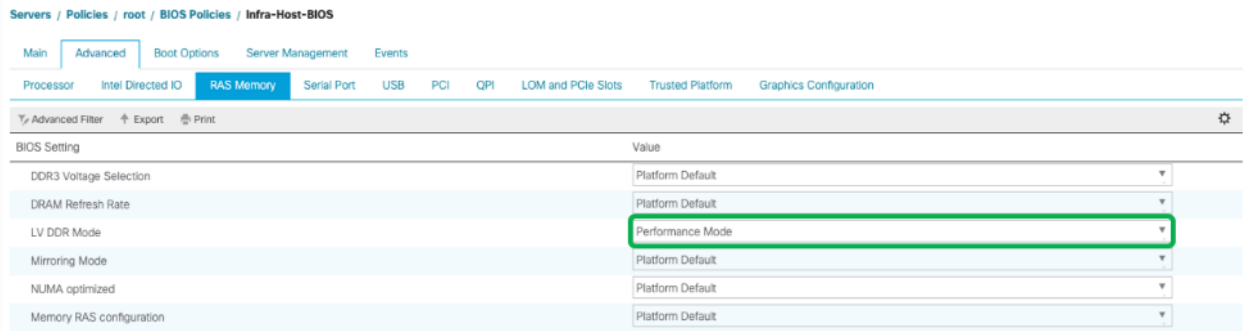 Servers / Policies / root / BIOS Policies / Infra-Host-BIOS
Main Advanced Boot Options Server Management Events
Processor Intel Directed IO RAS Memory Serial Port USB PCI QPI LOM and PCIe Slots Trusted Platform Graphics Configuration
Advanced Filter Export Print
BIOS Setting Value
DDR3 Voltage Selection Platform Default
DRAM Refresh Rate Platform Default
LV DDR Mode Performance Mode
Mirroring Mode Platform Default
NUMA optimized Platform Default
Memory RAS configuration Platform Default